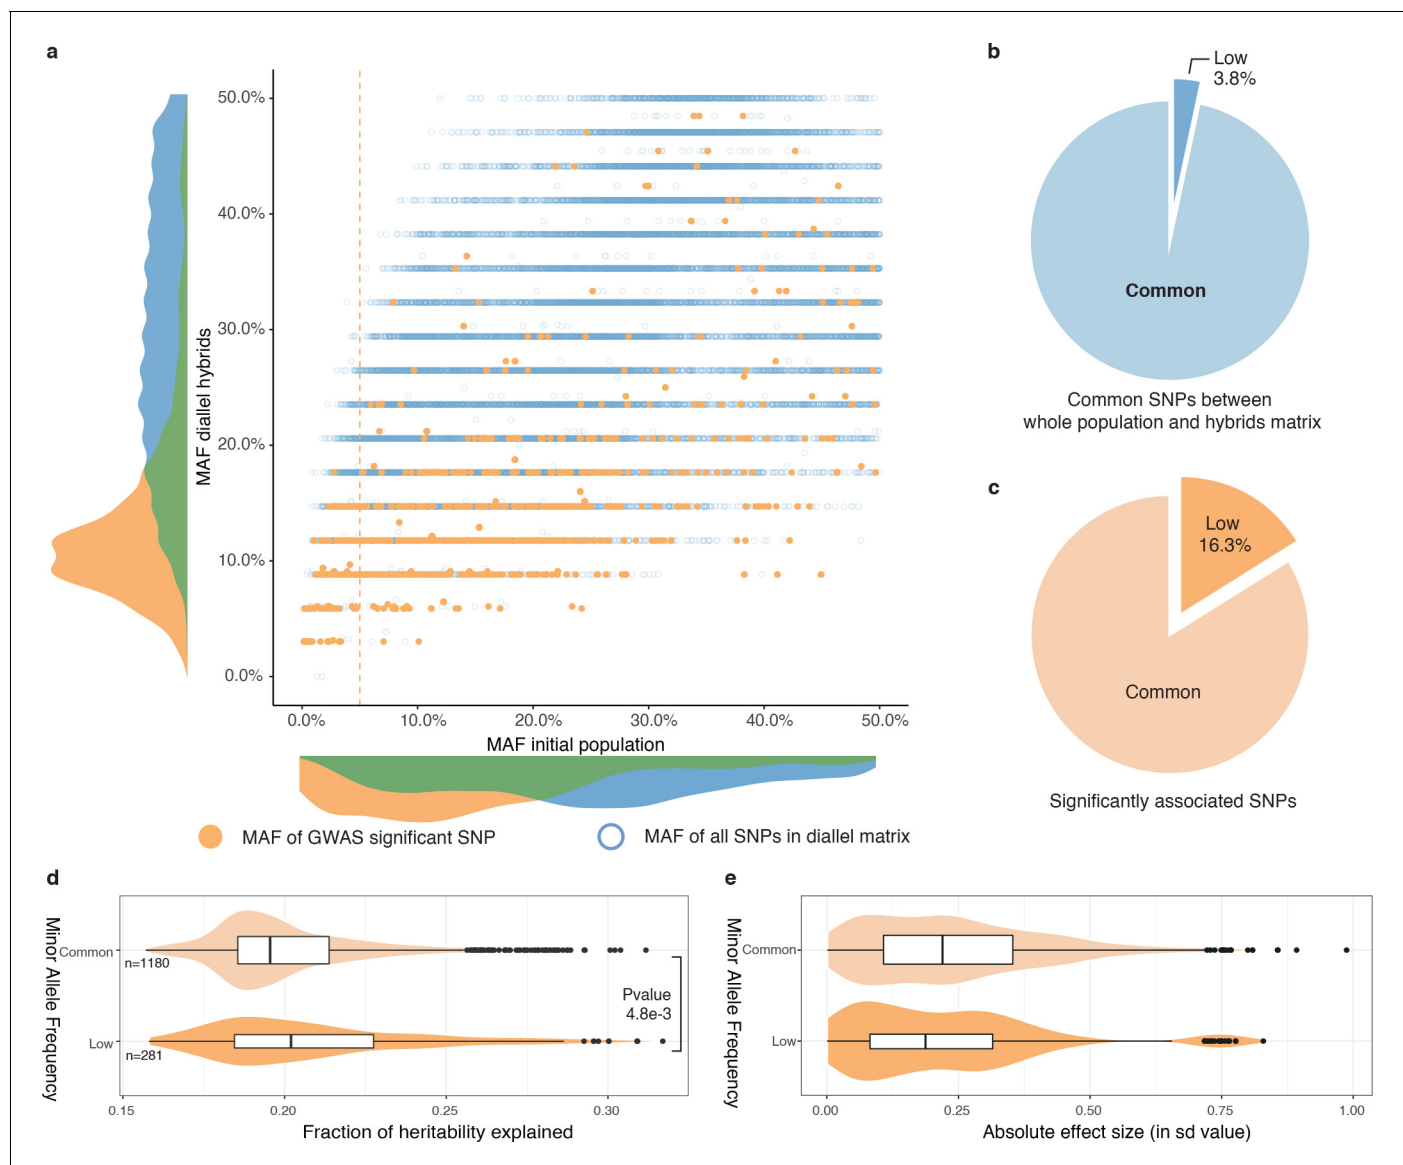 a
MAF diallel hybrids
50.0%
40.0%
30.0%
20.0%
10.0%
0.0%
0.0% 10.0% 20.0% 30.0% 40.0% 50.0%
MAF initial population
MAF of GWAS significant SNP
MAF of all SNPs in diallel matrix
b
Low
3.8%
Common
Common SNPs between
whole population and hybrids matrix
c
Low
16.3%
Common
Significantly associated SNPs
d
Minor Allele Frequency
Common
n=1180
Low
n=281
Pvalue
4.8e-3
0.15 0.20 0.25 0.30
Fraction of heritability explained
e
Minor Allele Frequency
Common
Low
0.00 0.25 0.50 0.75 1.00
Absolute effect size (in sd value)